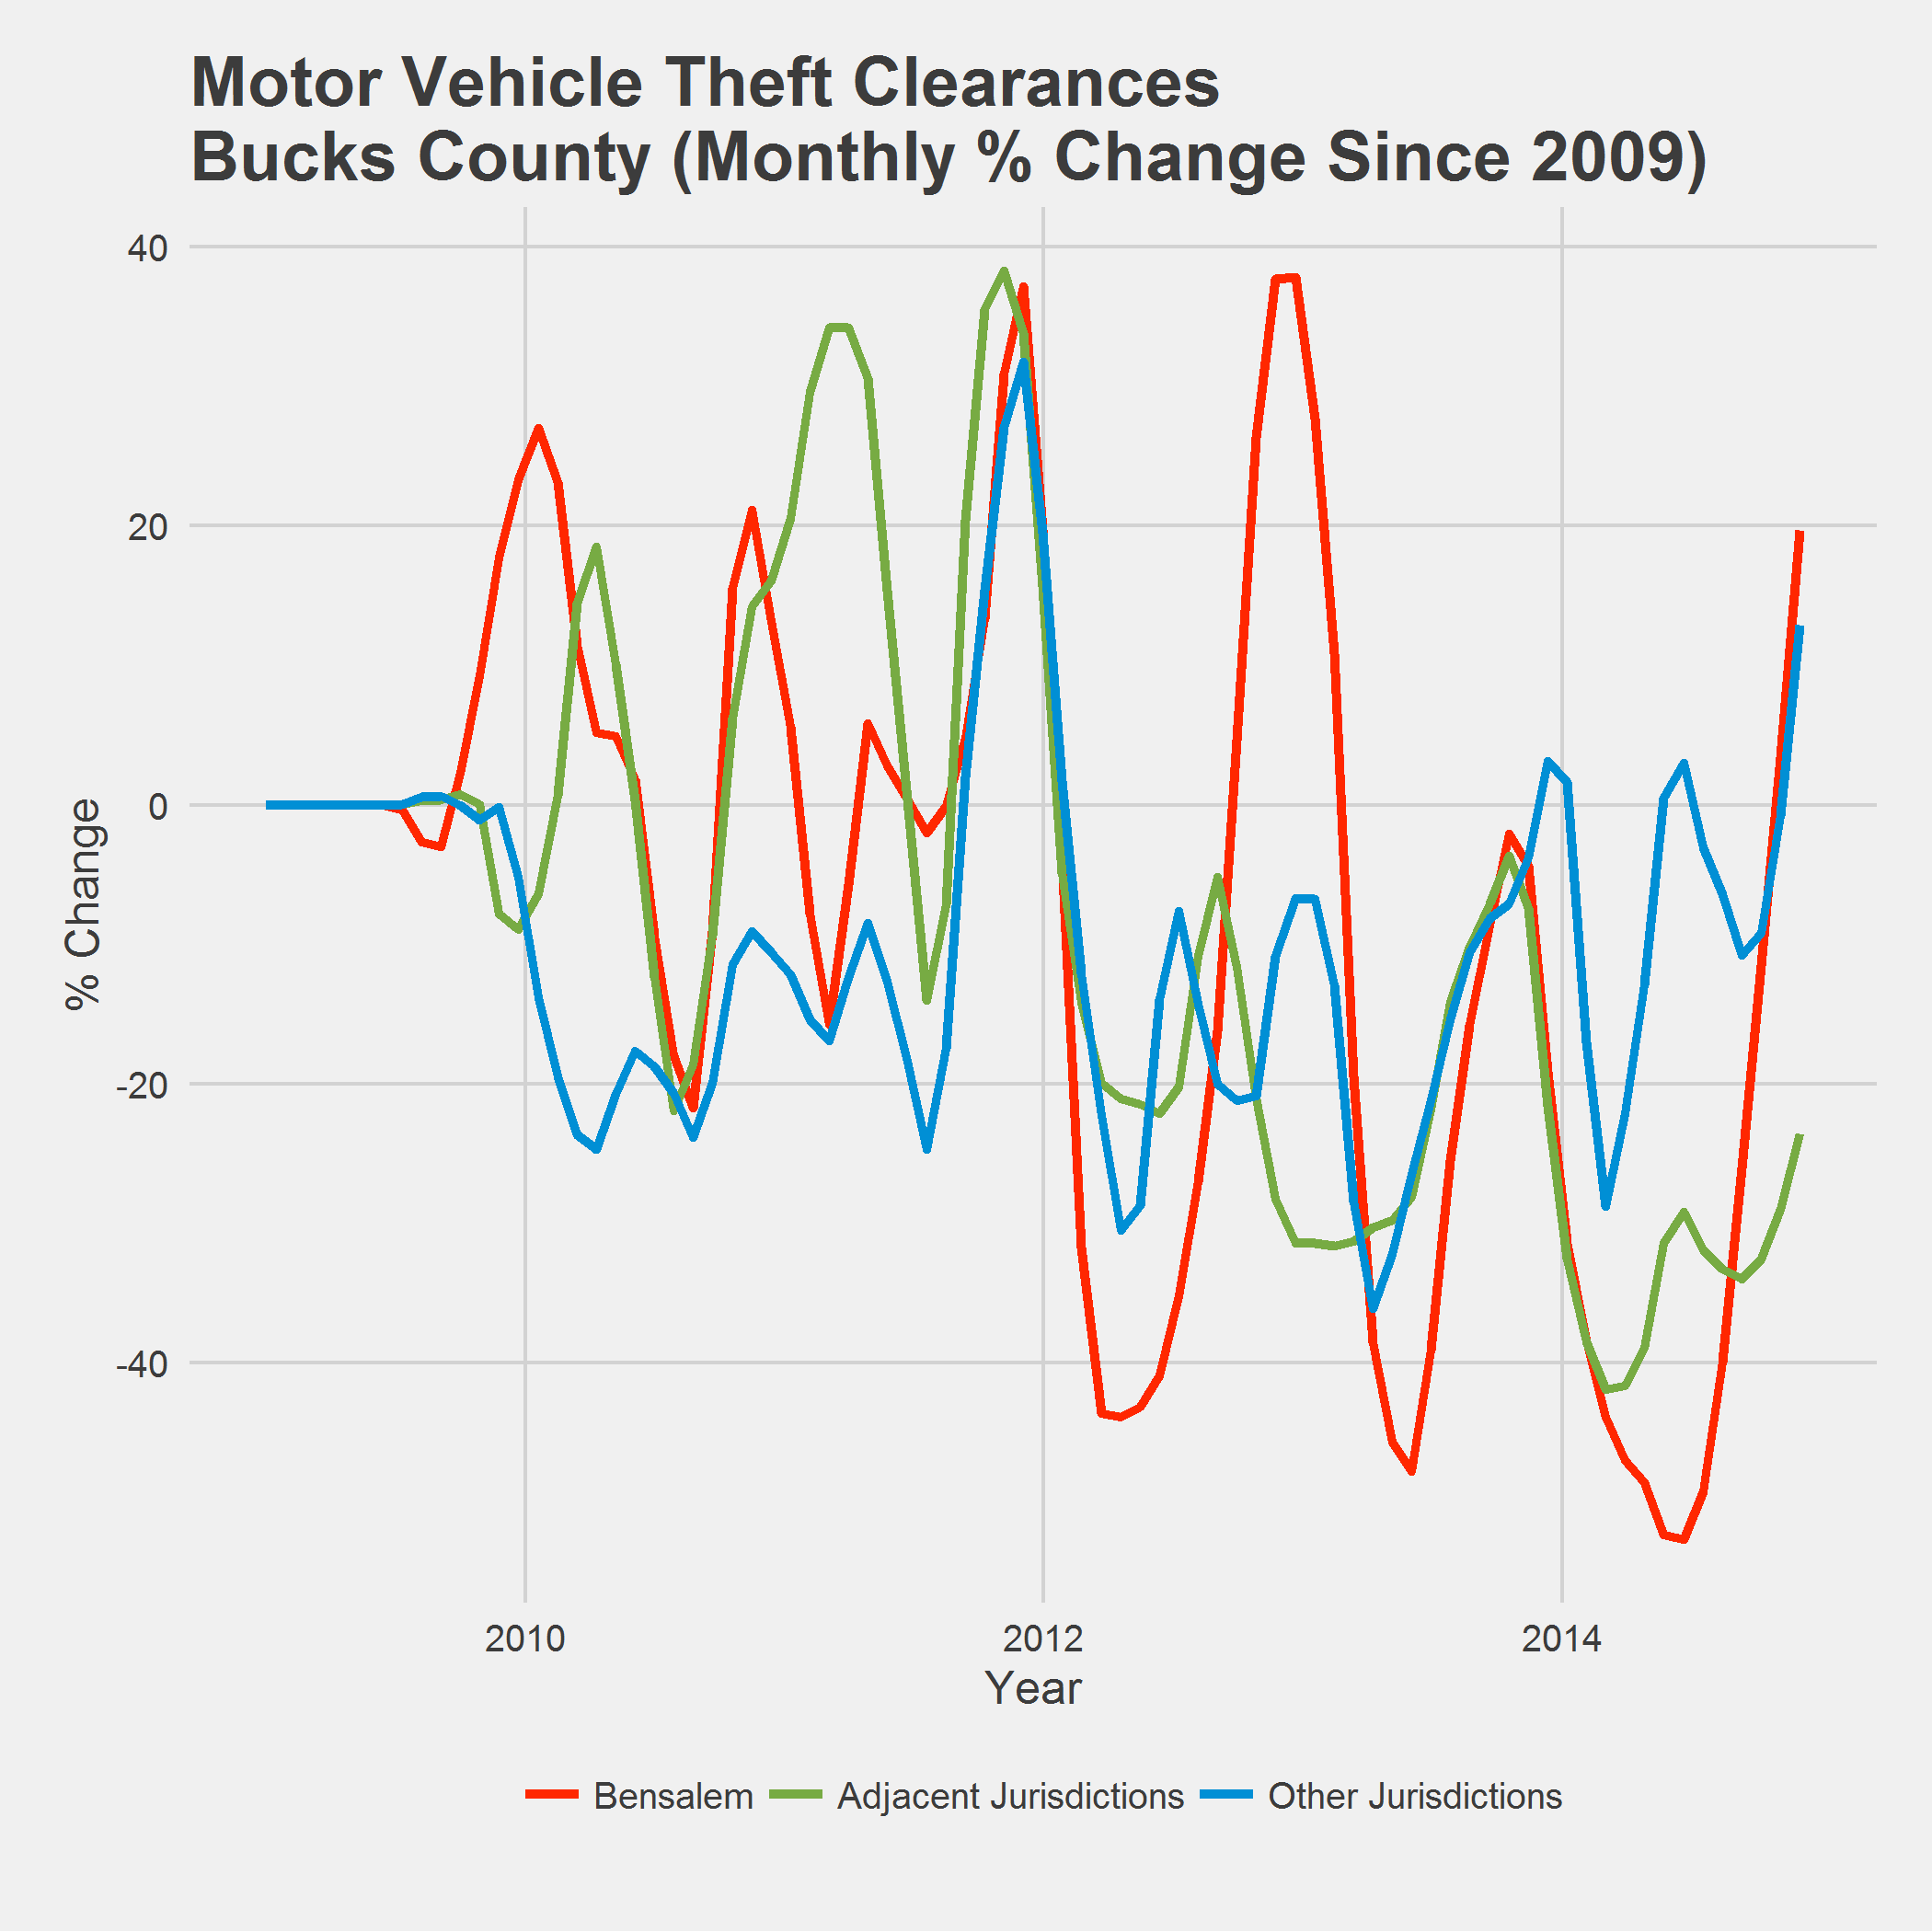 Motor Vehicle Theft Clearances
Bucks County (Monthly % Change Since 2009)
40
20
0
-20
-40
% Change
2010 2012 2014
Year
Bensalem Adjacent Jurisdictions Other Jurisdictions